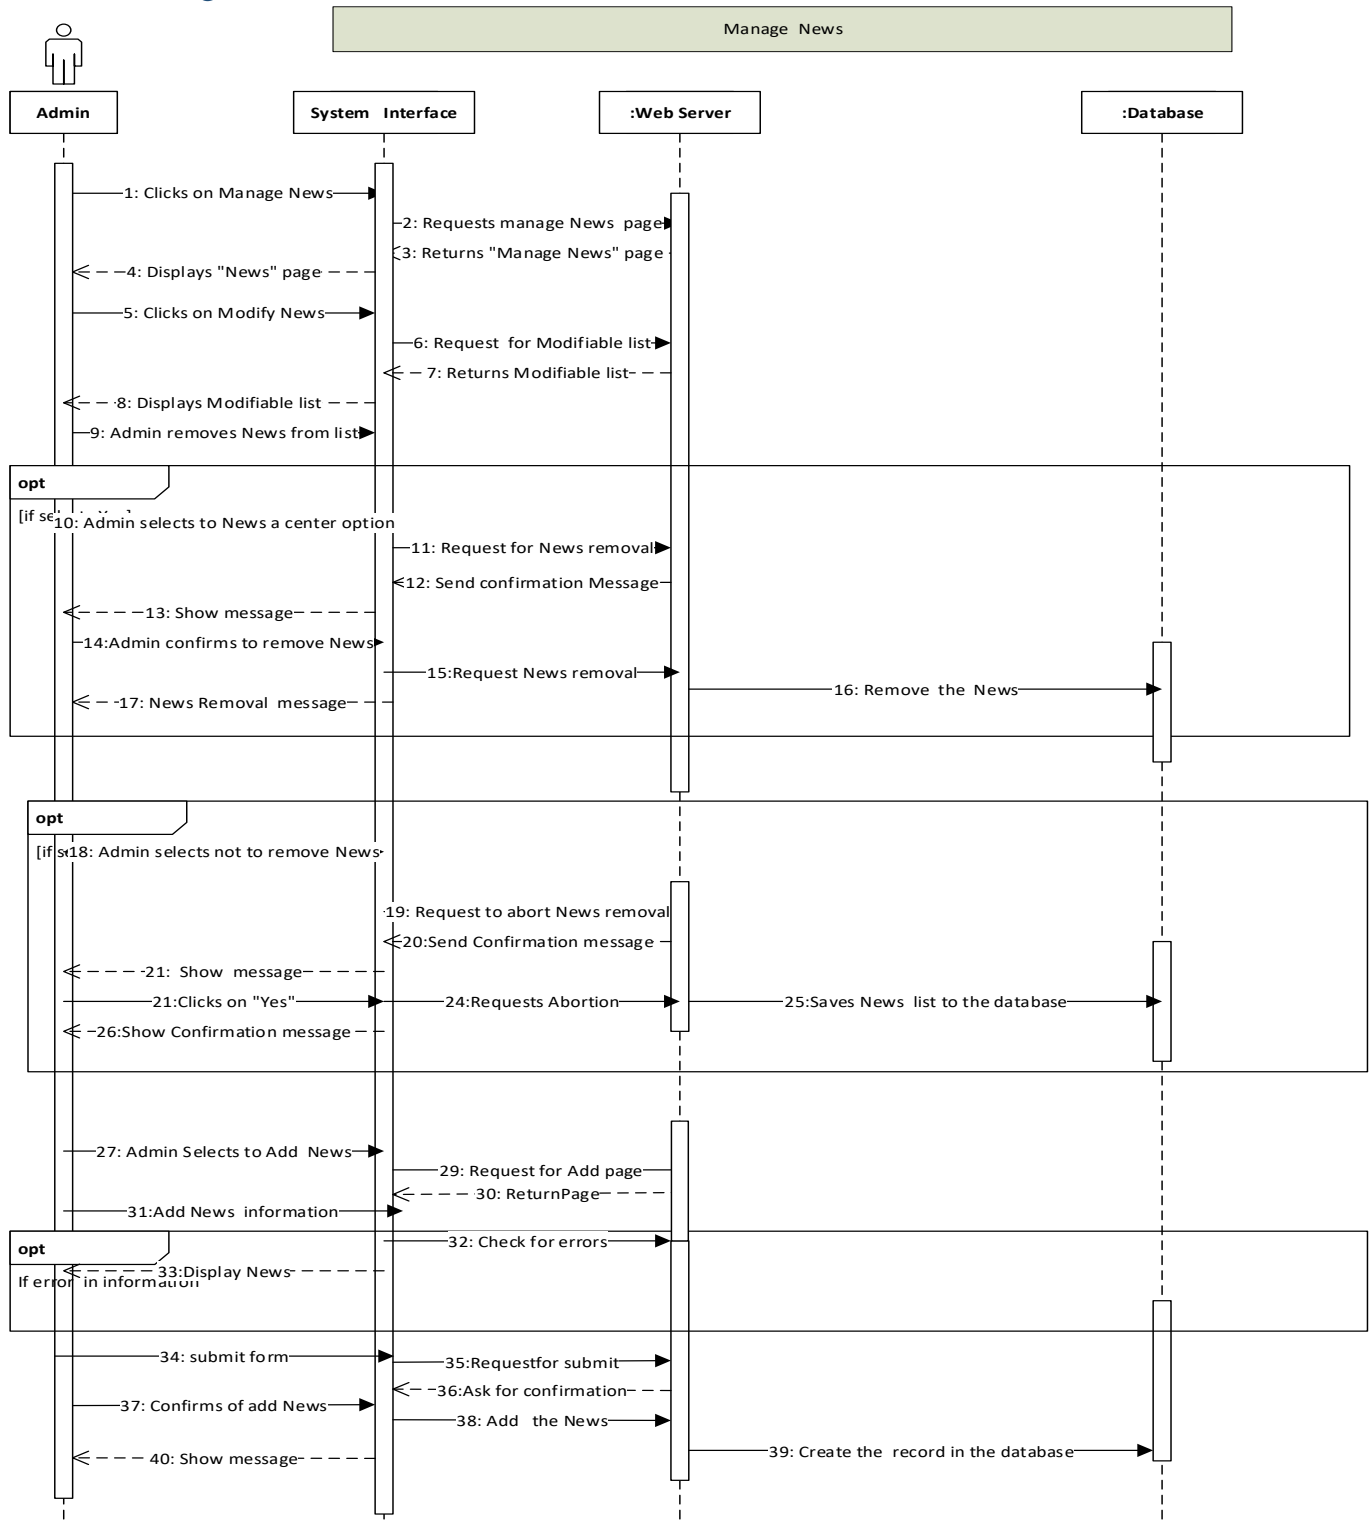 Manage News
Admin
System Interface
:Web Server
:Database
1: Clicks on Manage News
2: Requests manage News page
3: Returns "Manage News" page
4: Displays "News" page
5: Clicks on Modify News
6: Request for Modifiable list
7: Returns Modifiable list
8: Displays Modifiable list
9: Admin removes News from list
opt
[if
10: Admin selects to News a center option
11: Request for News removal
12: Send confirmation Message
13: Show message
14:Admin confirms to remove News
15:Request News removal
16: Remove the News
17: News Removal message
opt
[if
18: Admin selects not to remove News
19: Request to abort News removal
20:Send Confirmation message
21: Show message
21:Clicks on "Yes"
24:Requests Abortion
25:Saves News list to the database
26:Show Confirmation message
27: Admin Selects to Add News
29: Request for Add page
30: ReturnPage
31:Add News information
opt
32: Check for errors
33:Display News
If error in information
34: submit form
35:Requestfor submit
36:Ask for confirmation
37: Confirms of add News
38: Add the News
39: Create the record in the database
40: Show message